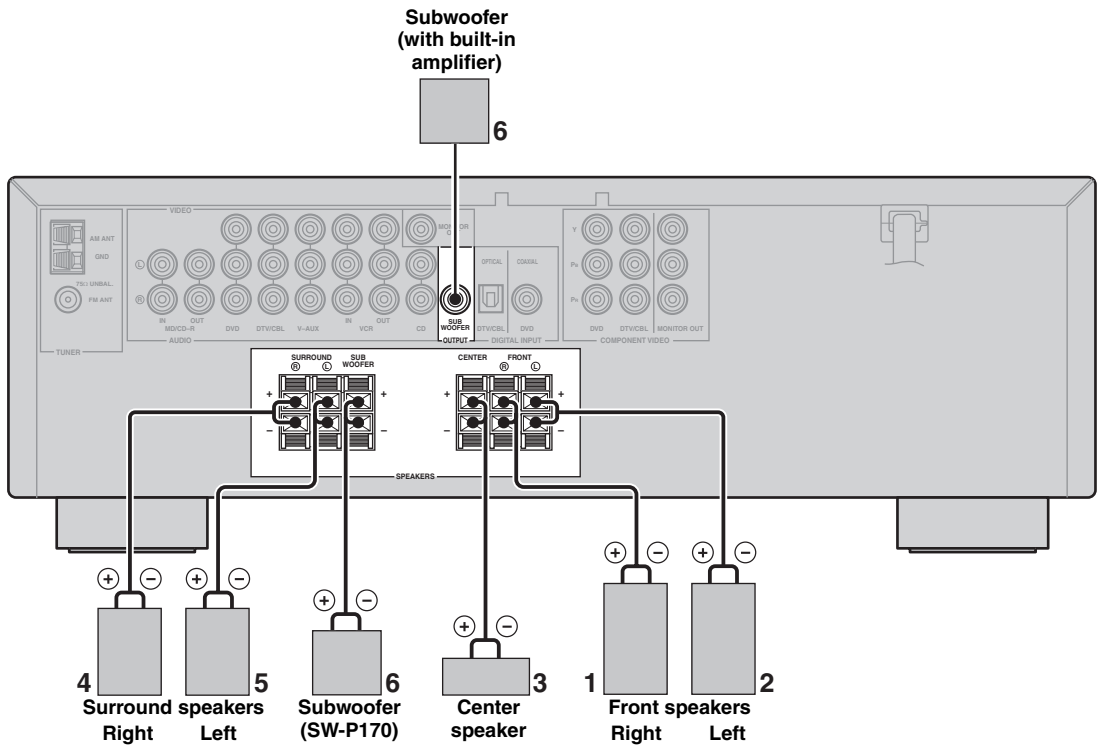 Subwoofer
(with built-in
amplifier)
6
VIDEO
AM ANT
GND
75Ω UNBAL.
FM ANT
TUNER
L
R
IN OUT
MD/CD-R
DVD
DTV/CBL
V-AUX
IN OUT
VCR
CD
AUDIO
MONITOR
SUB
WOOFER
OUTPUT
OPTICAL
COAXIAL
DTV/CBL
DVD
DIGITAL INPUT
Y
PB
PR
DVD
DTV/CBL
MONITOR OUT
COMPONENT VIDEO
SURROUND
R L
SUB
WOOFER
CENTER
FRONT
R L
+ + + +
– – – –
SPEAKERS
+ –
+ –
+ –
+ –
+ –
+ –
4
5
6
3
1
2
Surround speakers
Right Left
Subwoofer
(SW-P170)
Center
speaker
Front speakers
Right Left